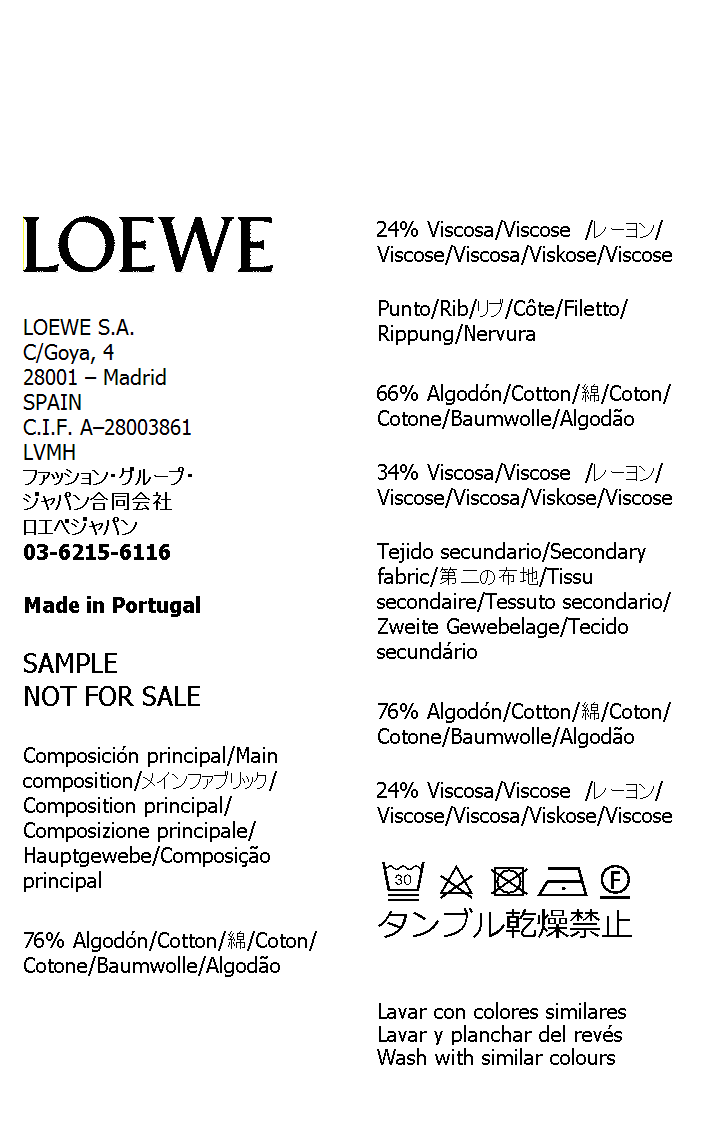 LOEWE
LOEWE S.A.
C/Goya, 4
28001 – Madrid
SPAIN
C.I.F. A–28003861
LVMH
ファッション・グループ・
ジャパン合同会社
ロエベジャパン
03-6215-6116
Made in Portugal
SAMPLE
NOT FOR SALE
Composición principal/Main
composition/メインファブリック/
Composition principal/
Composizione principale/
Hauptgewebe/Composição
principal
76% Algodón/Cotton/綿/Coton/
Cotone/Baumwolle/Algodão
24% Viscosa/Viscose /レーヨン/
Viscose/Viscosa/Viskose/Viscose
Punto/Rib/リブ/Côte/Filetto/
Rippung/Nervura
66% Algodón/Cotton/綿/Coton/
Cotone/Baumwolle/Algodão
34% Viscosa/Viscose /レーヨン/
Viscose/Viscosa/Viskose/Viscose
Tejido secundario/Secondary
fabric/第二の布地/Tissu
secondaire/Tessuto secondario/
Zweite Gewebelage/Tecido
secundário
76% Algodón/Cotton/綿/Coton/
Cotone/Baumwolle/Algodão
24% Viscosa/Viscose /レーヨン/
Viscose/Viscosa/Viskose/Viscose
30 F
タンブル乾燥禁止
Lavar con colores similares
Lavar y planchar del revés
Wash with similar colours